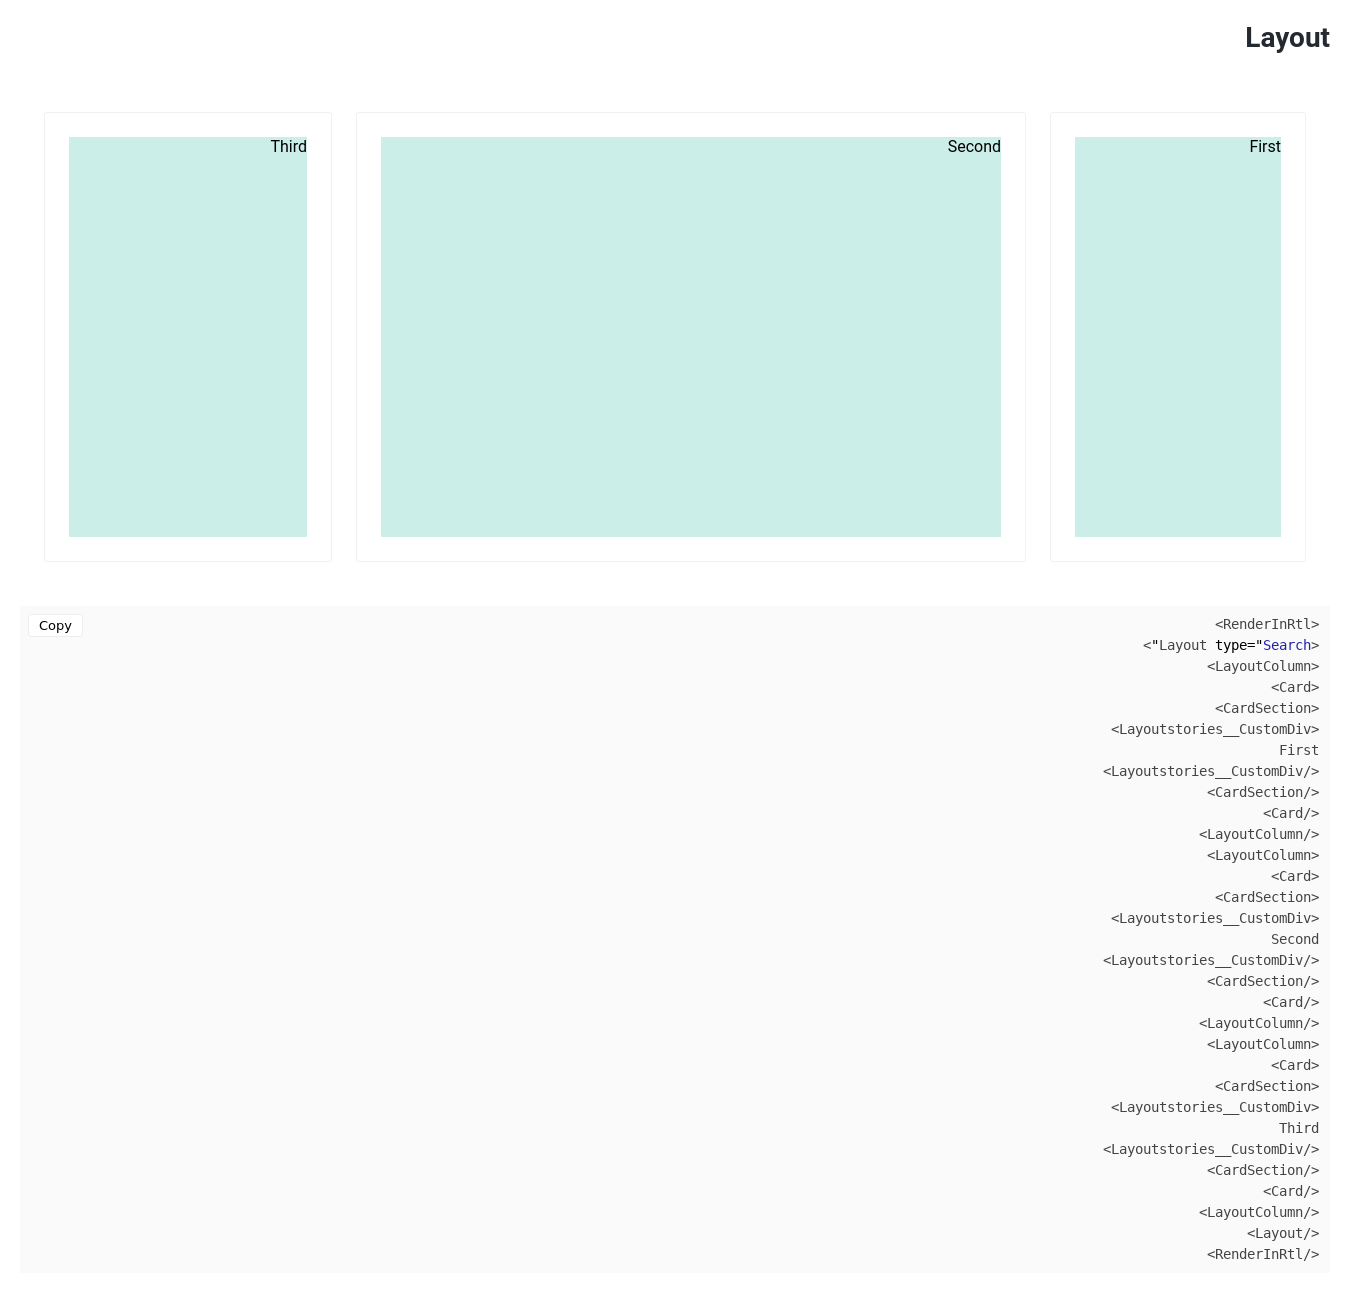 Layout
First
Second
Third
Copy
<RenderInRtl>
<"Layout type="Search>
<LayoutColumn>
<Card>
<CardSection>
<Layoutstories__CustomDiv>
First
<Layoutstories__CustomDiv/>
<CardSection/>
<Card/>
<LayoutColumn/>
<LayoutColumn>
<Card>
<CardSection>
<Layoutstories__CustomDiv>
Second
<Layoutstories__CustomDiv/>
<CardSection/>
<Card/>
<LayoutColumn/>
<LayoutColumn>
<Card>
<CardSection>
<Layoutstories__CustomDiv>
Third
<Layoutstories__CustomDiv/>
<CardSection/>
<Card/>
<LayoutColumn/>
<Layout/>
<RenderInRtl/>